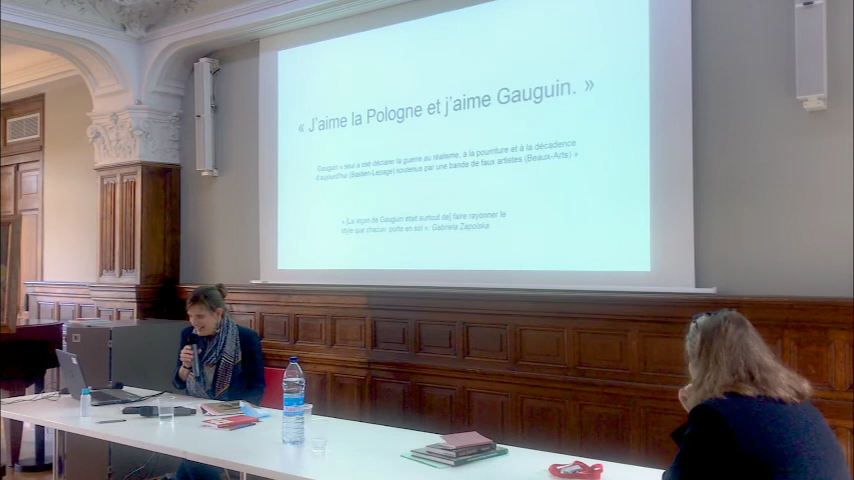 « J'aime la Pologne et j'aime Gauguin. »
Gauguin « seul a osé déclarer la guerre au réalisme, à la pourriture et à la décadence
d'aujourd'hui (Bastien-Lepage) soutenus par une bande de faux artistes (Beaux-Arts) »
« [La leçon de Gauguin était surtout de] faire rayonner le
style que chacun porte en soi ». Gabriela Zapolska